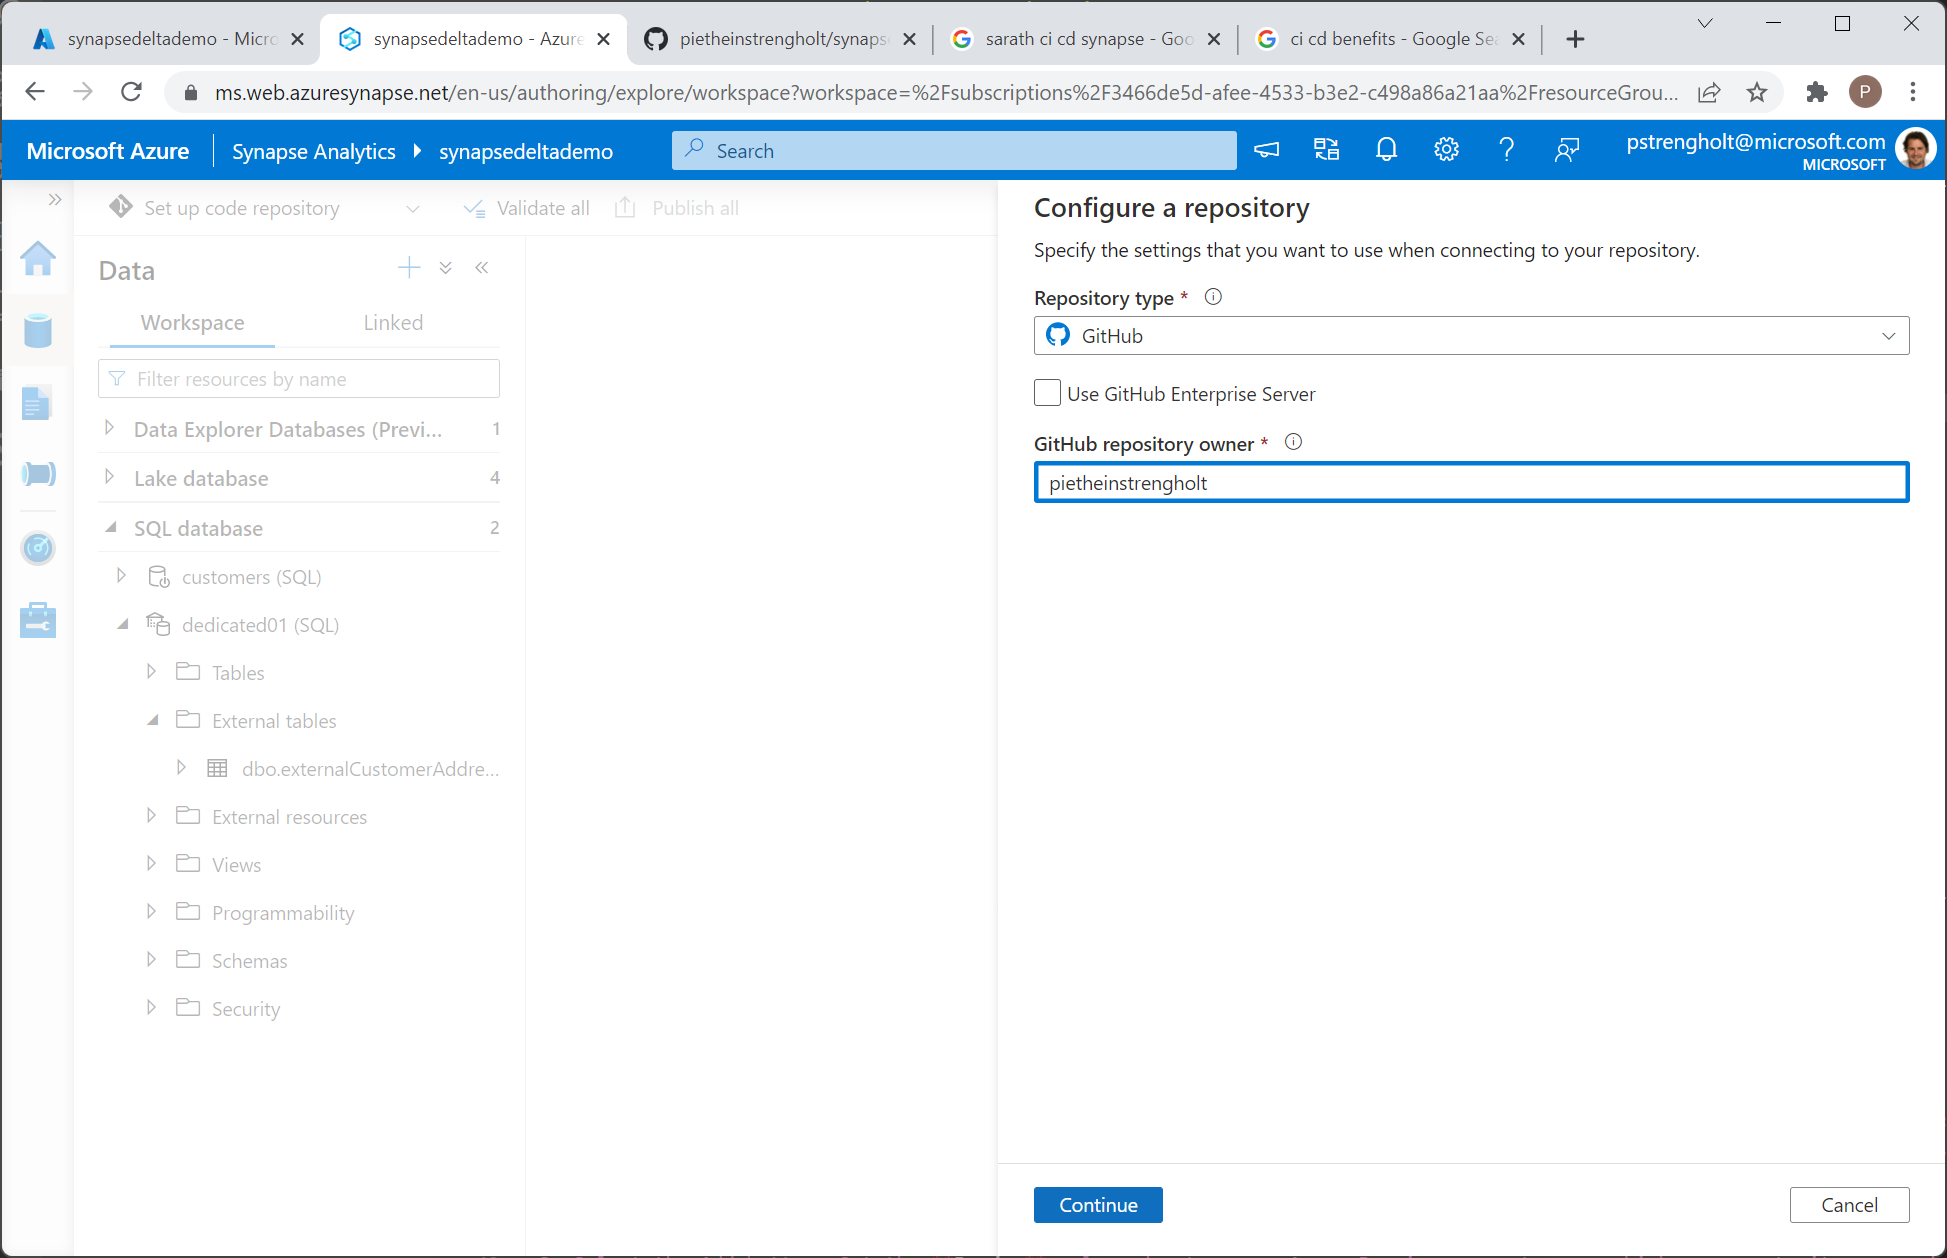 synapsedeltademo - Micro
synapsedeltademo - Azure
pietheinstrengholt/synaps
sarath ci cd synapse - Goo
ci cd benefits - Google Sea
ms.web.azuresynapse.net/en-us/authoring/explore/workspace?workspace=%2Fsubscriptions%2F3466de5d-afee-4533-b3e2-c498a86a21aa%2FresourceGrou...
P
Microsoft Azure
Synapse Analytics
synapsedeltademo
Search
pstrengholt@microsoft.com
MICROSOFT
Set up code repository
Validate all
Publish all
Data
Workspace
Linked
Filter resources by name
Data Explorer Databases (Previ...
1
Lake database
4
SQL database
2
customers (SQL)
dedicated01 (SQL)
Tables
External tables
dbo.externalCustomerAddre...
External resources
Views
Programmability
Schemas
Security
Configure a repository
Specify the settings that you want to use when connecting to your repository.
Repository type *
GitHub
Use GitHub Enterprise Server
GitHub repository owner *
pietheinstrengholt
Continue
Cancel